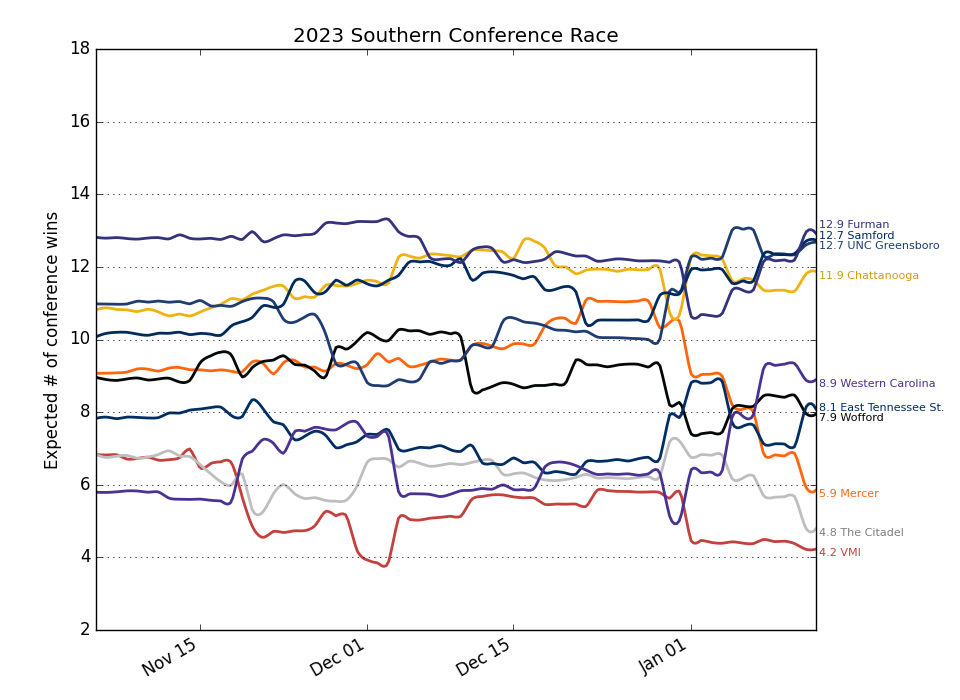 2023 Southern Conference Race
Expected # of conference wins
18
16
14
12
10
8
6
4
2
Nov 15
Dec 01
Dec 15
Jan 01
12.9 Furman
12.7 Samford
12.7 UNC Greensboro
11.9 Chattanooga
8.9 Western Carolina
8.1 East Tennessee St.
7.9 Wofford
5.9 Mercer
4.8 The Citadel
4.2 VMI